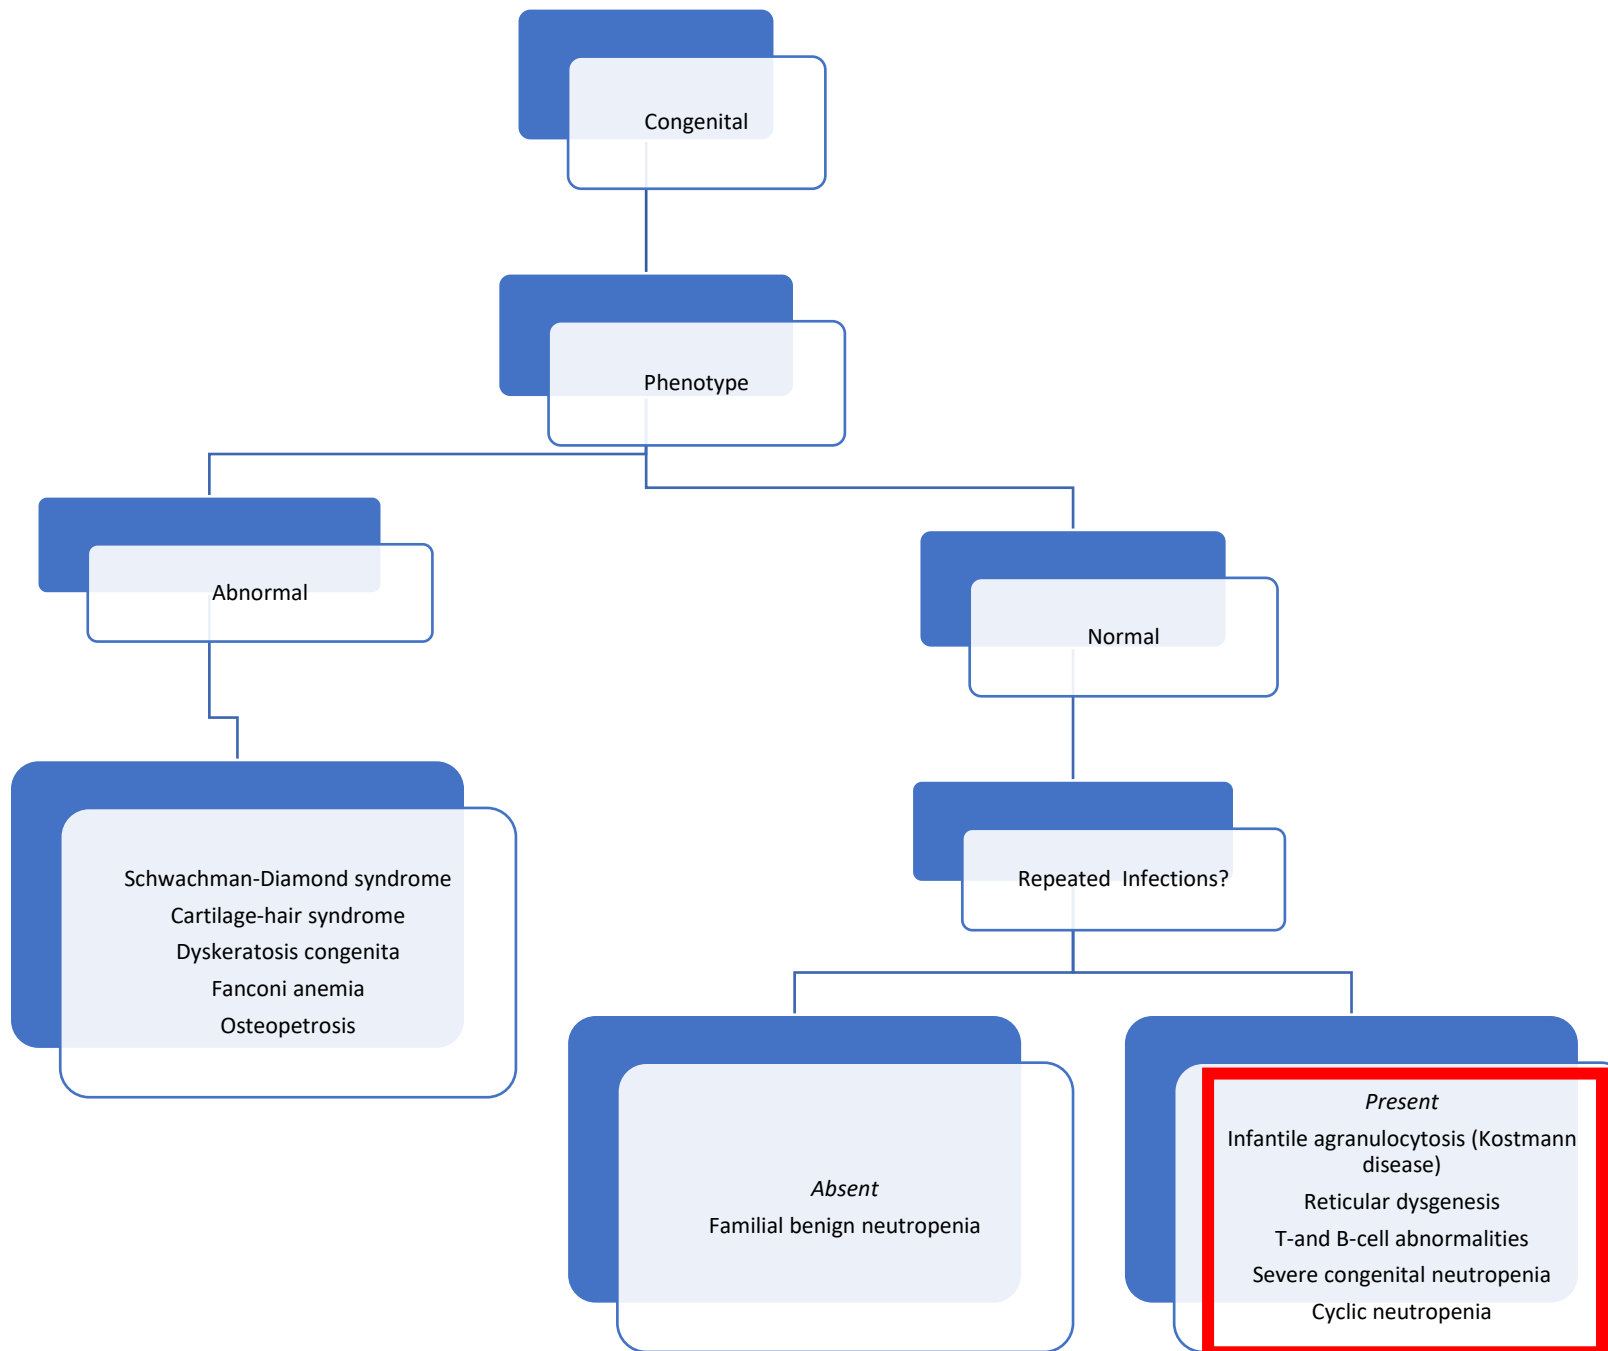 Congenital
Phenotype
Abnormal
Normal
Schwachman-Diamond syndrome
Cartilage-hair syndrome
Dyskeratosis congenita
Fanconi anemia
Osteopetrosis
Repeated Infections?
Absent
Familial benign neutropenia
Present
Infantile agranulocytosis (Kostmann
disease)
Reticular dysgenesis
T-and B-cell abnormalities
Severe congenital neutropenia
Cyclic neutropenia